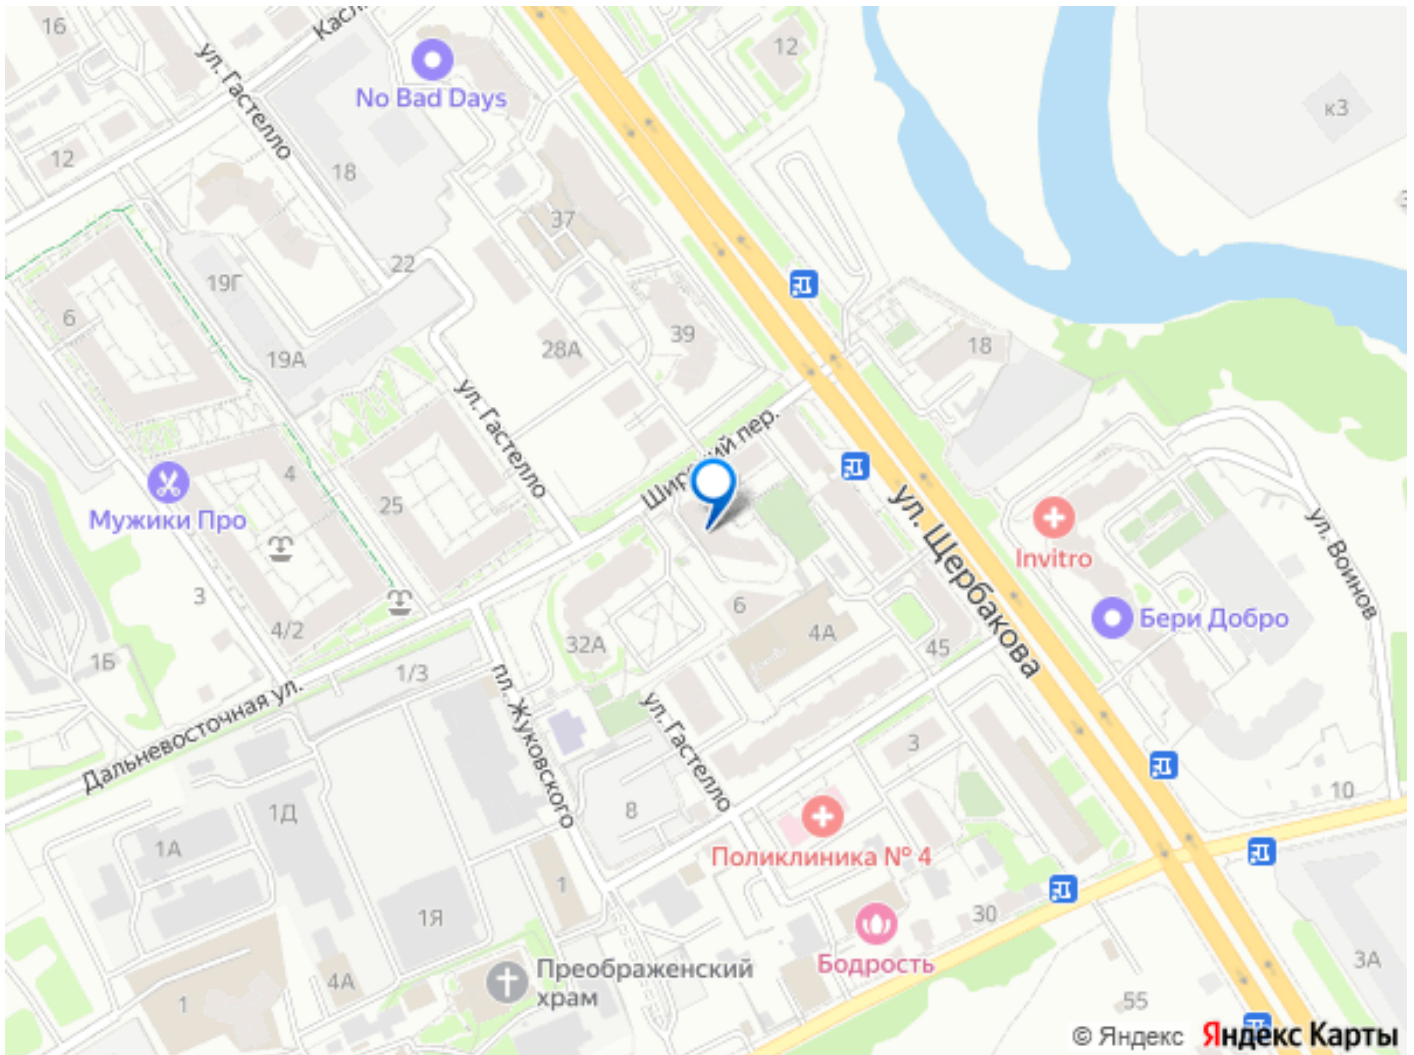 16
Касл
12
No Bad Days
ул. Гастелло
к3
12
18
37
22
19Г
6
39
18
28А
19А
ул. Гастелло
Широкий пер.
4
25
Мужики Про
ул. Щербакова
Invitro
ул. Воинов
3
6
4А
Бери Добро
4/2
32А
45
1Б
1/3
Дальневосточная ул.
пл. Жуковского
ул. Гастелло
3
10
8
1Д
1А
Поликлиника № 4
1
1Я
30
Бодрость
Преображенский
храм
3А
4А
1
55
© Яндекс Яндекс Карты